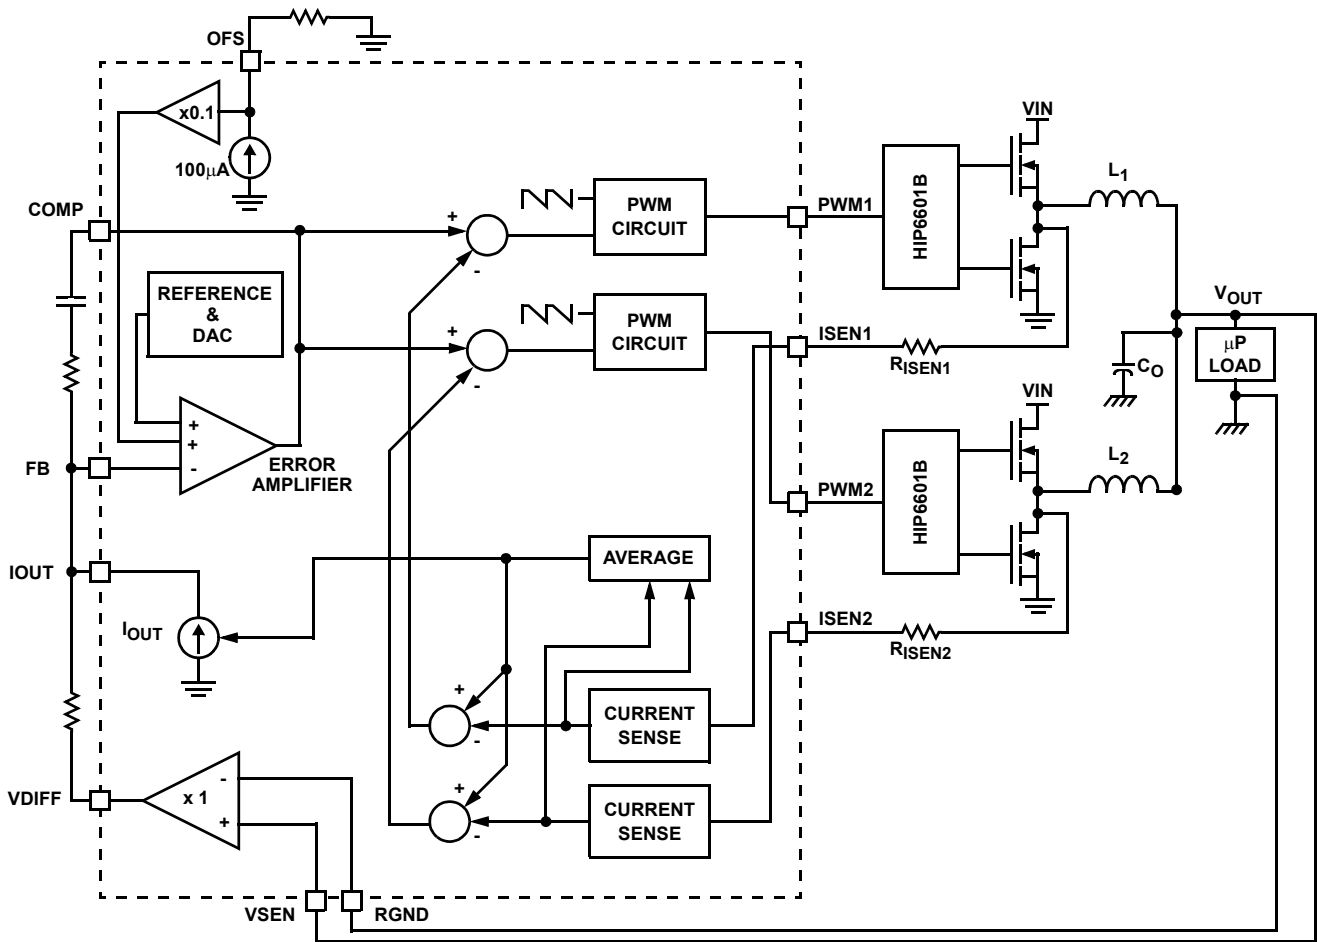 OFS
x0.1
100μA
VIN
COMP
+
-
PWM
CIRCUIT
PWM1
HIP6601B
L1
REFERENCE
&
DAC
+
-
PWM
CIRCUIT
ISEN1
RISEN1
VOUT
μP
LOAD
CO
+
+
-
FB
ERROR
AMPLIFIER
PWM2
HIP6601B
VIN
L2
IOUT
AVERAGE
IOUT
ISEN2
RISEN2
+
-
CURRENT
SENSE
+
-
CURRENT
SENSE
VDIFF
x 1
-
+
VSEN
RGND